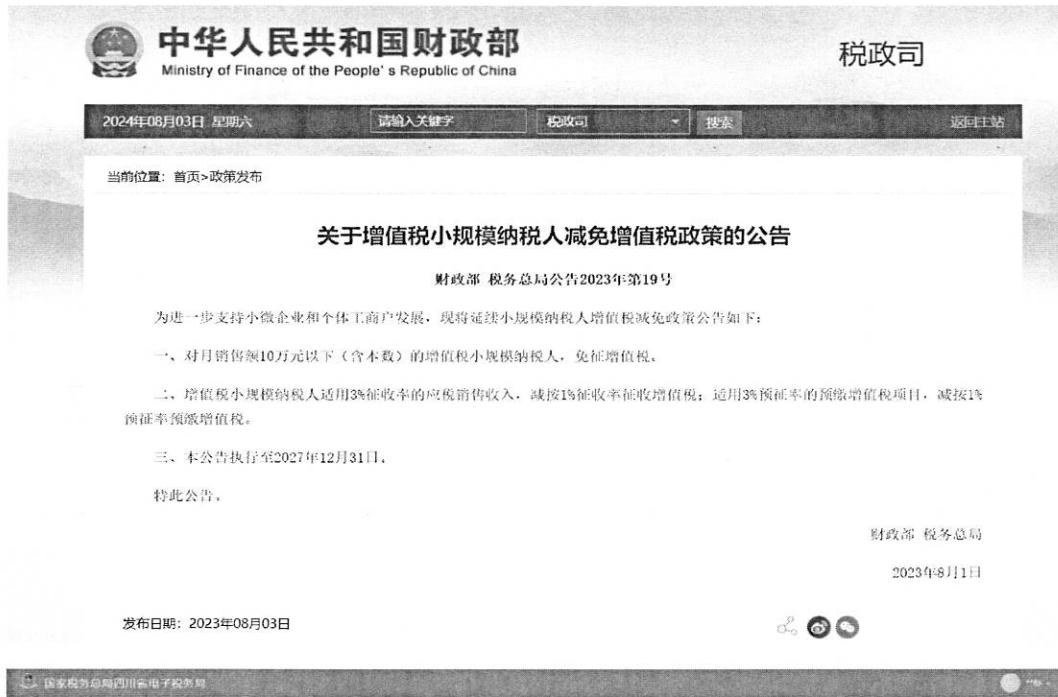 中华人民共和国财政部
Ministry of Finance of the People's Republic of China
税政司
2024年08月03日 星期六
请输入关键字
税政司
搜索
返回主站
当前位置：首页>政策发布
关于增值税小规模纳税人减免增值税政策的公告
财政部 税务总局公告2023年第19号
为进一步支持小微企业和个体工商户发展，现将延续小规模纳税人增值税减免政策公告如下：
一、对月销售额10万元以下（含本数）的增值税小规模纳税人，免征增值税。
二、增值税小规模纳税人适用3%征收率的应税销售收入，减按1%征收率征收增值税；适用3%预征率的预缴增值税项目，减按1%
预征率预缴增值税。
三、本公告执行至2027年12月31日。
特此公告。
财政部 税务总局
2023年8月1日
发布日期：2023年08月03日
国家税务总局四川省电子税务局